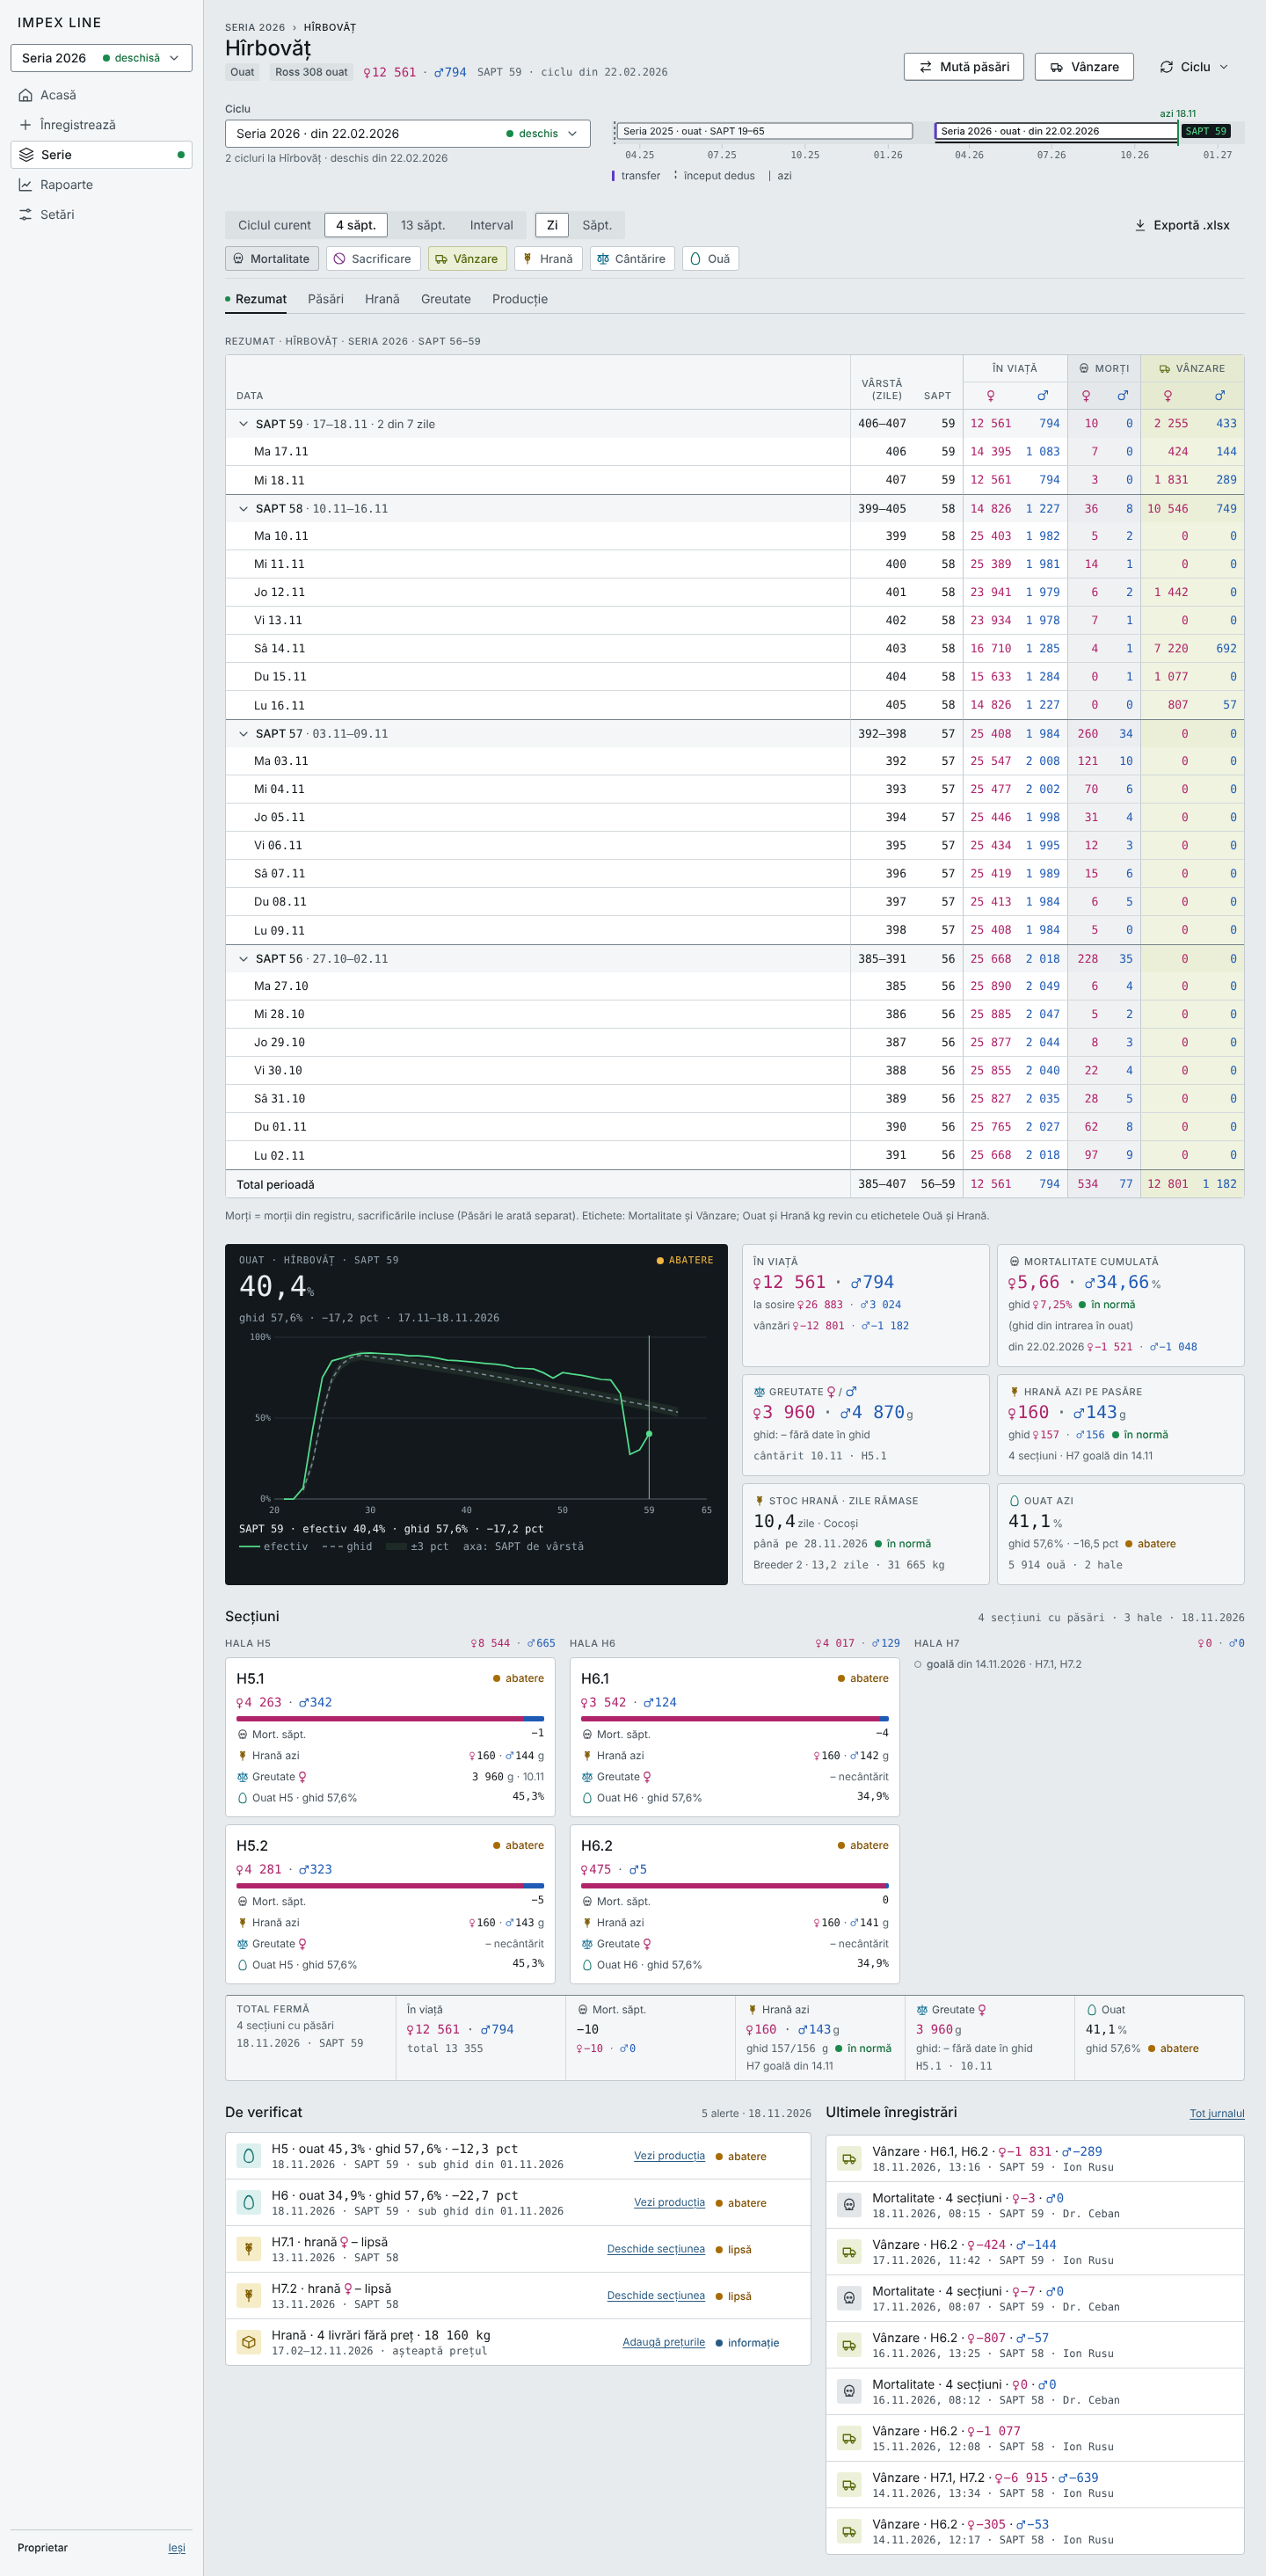 IMPEX LINE
Seria 2026 deschisă
Acasă
Înregistrează
Serie
Rapoarte
Setări
SERIA 2026 › HÎRBOVĂȚ
Hîrbovăț
Ouat Ross 308 ouat ♀12 561 · ♂794 SAPT 59 · ciclu din 22.02.2026
Mută păsări Vânzare Ciclu
Ciclu
Seria 2026 · din 22.02.2026 deschis
2 cicluri la Hîrbovăț · deschis din 22.02.2026
azi 18.11
Seria 2025 · ouat · SAPT 19–65 Seria 2026 · ouat · din 22.02.2026 SAPT 59
04.25 07.25 10.25 01.26 04.26 07.26 10.26 01.27
transfer început dedus azi
Ciclul curent 4 săpt. 13 săpt. Interval Zi Săpt. Exportă .xlsx
Mortalitate Sacrificare Vânzare Hrană Cântărire Ouă
Rezumat Păsări Hrană Greutate Producție
REZUMAT · HÎRBOVĂȚ · SERIA 2026 · SAPT 56–59
DATA VÂRSTĂ (ZILE) SAPT ÎN VIAȚĂ MORȚI VÂNZARE
♀ ♂ ♀ ♂ ♀ ♂
SAPT 59 · 17–18.11 · 2 din 7 zile 406–407 59 12 561 794 10 0 2 255 433
Ma 17.11 406 59 14 395 1 083 7 0 424 144
Mi 18.11 407 59 12 561 794 3 0 1 831 289
SAPT 58 · 10.11–16.11 399–405 58 14 826 1 227 36 8 10 546 749
Ma 10.11 399 58 25 403 1 982 5 2 0 0
Mi 11.11 400 58 25 389 1 981 14 1 0 0
Jo 12.11 401 58 23 941 1 979 6 2 1 442 0
Vi 13.11 402 58 23 934 1 978 7 1 0 0
Sâ 14.11 403 58 16 710 1 285 4 1 7 220 692
Du 15.11 404 58 15 633 1 284 0 1 1 077 0
Lu 16.11 405 58 14 826 1 227 0 0 807 57
SAPT 57 · 03.11–09.11 392–398 57 25 408 1 984 260 34 0 0
Ma 03.11 392 57 25 547 2 008 121 10 0 0
Mi 04.11 393 57 25 477 2 002 70 6 0 0
Jo 05.11 394 57 25 446 1 998 31 4 0 0
Vi 06.11 395 57 25 434 1 995 12 3 0 0
Sâ 07.11 396 57 25 419 1 989 15 6 0 0
Du 08.11 397 57 25 413 1 984 6 5 0 0
Lu 09.11 398 57 25 408 1 984 5 0 0 0
SAPT 56 · 27.10–02.11 385–391 56 25 668 2 018 228 35 0 0
Ma 27.10 385 56 25 890 2 049 6 4 0 0
Mi 28.10 386 56 25 885 2 047 5 2 0 0
Jo 29.10 387 56 25 877 2 044 8 3 0 0
Vi 30.10 388 56 25 855 2 040 22 4 0 0
Sâ 31.10 389 56 25 827 2 035 28 5 0 0
Du 01.11 390 56 25 765 2 027 62 8 0 0
Lu 02.11 391 56 25 668 2 018 97 9 0 0
Total perioadă 385–407 56–59 12 561 794 534 77 12 801 1 182
Morți = morții din registru, sacrificările incluse (Păsări le arată separat). Etichete: Mortalitate și Vânzare; Ouat și Hrană kg revin cu etichetele Ouă și Hrană.
OUAT · HÎRBOVĂȚ · SAPT 59 ABATERE
40,4%
ghid 57,6% · −17,2 pct · 17.11–18.11.2026
100%
50%
0%
20 30 40 50 59 65
SAPT 59 · efectiv 40,4% · ghid 57,6% · −17,2 pct
efectiv ghid ±3 pct axa: SAPT de vârstă
ÎN VIAȚĂ
♀12 561 · ♂794
la sosire ♀26 883 · ♂3 024
vânzări ♀−12 801 · ♂−1 182
MORTALITATE CUMULATĂ
♀5,66 · ♂34,66%
ghid ♀7,25% în normă
(ghid din intrarea în ouat)
din 22.02.2026 ♀−1 521 · ♂−1 048
GREUTATE ♀ / ♂
♀3 960 · ♂4 870 g
ghid: – fără date în ghid
cântărit 10.11 · H5.1
HRANĂ AZI PE PASĂRE
♀160 · ♂143 g
ghid ♀157 · ♂156 în normă
4 secțiuni · H7 goală din 14.11
STOC HRANĂ · ZILE RĂMASE
10,4 zile · Cocoși
până pe 28.11.2026 în normă
Breeder 2 · 13,2 zile · 31 665 kg
OUAT AZI
41,1%
ghid 57,6% · −16,5 pct abatere
5 914 ouă · 2 hale
Secțiuni 4 secțiuni cu păsări · 3 hale · 18.11.2026
HALA H5 ♀8 544 · ♂665
H5.1 abatere
♀4 263 · ♂342
Mort. săpt. −1
Hrană azi ♀160 · ♂144 g
Greutate ♀ 3 960 g · 10.11
Ouat H5 · ghid 57,6% 45,3%
H5.2 abatere
♀4 281 · ♂323
Mort. săpt. −5
Hrană azi ♀160 · ♂143 g
Greutate ♀ – necântărit
Ouat H5 · ghid 57,6% 45,3%
HALA H6 ♀4 017 · ♂129
H6.1 abatere
♀3 542 · ♂124
Mort. săpt. −4
Hrană azi ♀160 · ♂142 g
Greutate ♀ – necântărit
Ouat H6 · ghid 57,6% 34,9%
H6.2 abatere
♀475 · ♂5
Mort. săpt. 0
Hrană azi ♀160 · ♂141 g
Greutate ♀ – necântărit
Ouat H6 · ghid 57,6% 34,9%
HALA H7 ♀0 · ♂0
goală din 14.11.2026 · H7.1, H7.2
TOTAL FERMĂ
4 secțiuni cu păsări
18.11.2026 · SAPT 59
În viață
♀12 561 · ♂794
total 13 355
Mort. săpt.
−10
♀−10 · ♂0
Hrană azi
♀160 · ♂143 g
ghid 157/156 g în normă
H7 goală din 14.11
Greutate ♀
3 960 g
ghid: – fără date în ghid
H5.1 · 10.11
Ouat
41,1%
ghid 57,6% abatere
De verificat 5 alerte · 18.11.2026
H5 · ouat 45,3% · ghid 57,6% · −12,3 pct
18.11.2026 · SAPT 59 · sub ghid din 01.11.2026
Vezi producția abatere
H6 · ouat 34,9% · ghid 57,6% · −22,7 pct
18.11.2026 · SAPT 59 · sub ghid din 01.11.2026
Vezi producția abatere
H7.1 · hrană ♀ – lipsă
13.11.2026 · SAPT 58
Deschide secțiunea lipsă
H7.2 · hrană ♀ – lipsă
13.11.2026 · SAPT 58
Deschide secțiunea lipsă
Hrană · 4 livrări fără preț · 18 160 kg
17.02–12.11.2026 · așteaptă prețul
Adaugă prețurile informație
Ultimele înregistrări Tot jurnalul
Vânzare · H6.1, H6.2 · ♀−1 831 · ♂−289
18.11.2026, 13:16 · SAPT 59 · Ion Rusu
Mortalitate · 4 secțiuni · ♀−3 · ♂0
18.11.2026, 08:15 · SAPT 59 · Dr. Ceban
Vânzare · H6.2 · ♀−424 · ♂−144
17.11.2026, 11:42 · SAPT 59 · Ion Rusu
Mortalitate · 4 secțiuni · ♀−7 · ♂0
17.11.2026, 08:07 · SAPT 59 · Dr. Ceban
Vânzare · H6.2 · ♀−807 · ♂−57
16.11.2026, 13:25 · SAPT 58 · Ion Rusu
Mortalitate · 4 secțiuni · ♀0 · ♂0
16.11.2026, 08:12 · SAPT 58 · Dr. Ceban
Vânzare · H6.2 · ♀−1 077
15.11.2026, 12:08 · SAPT 58 · Ion Rusu
Vânzare · H7.1, H7.2 · ♀−6 915 · ♂−639
14.11.2026, 13:34 · SAPT 58 · Ion Rusu
Vânzare · H6.2 · ♀−305 · ♂−53
14.11.2026, 12:17 · SAPT 58 · Ion Rusu
Proprietar Ieși